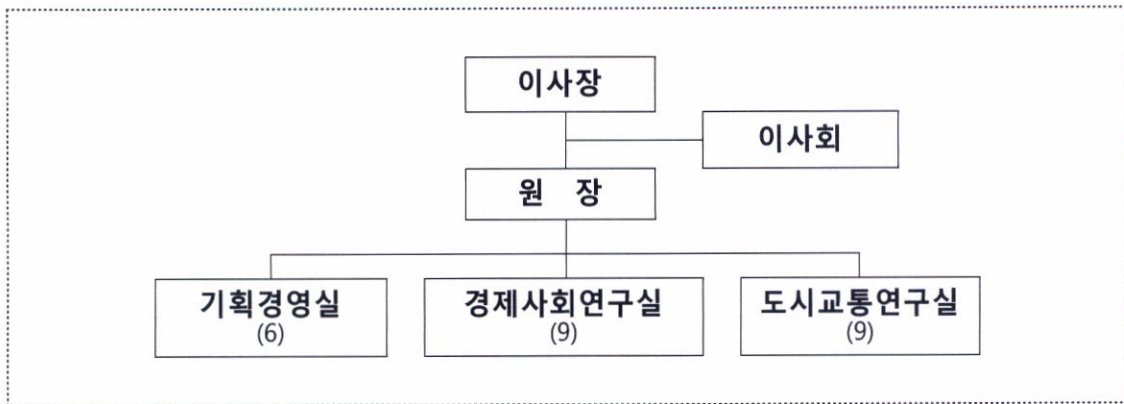 이사장
이사회
원 장
기획경영실
(6)
경제사회연구실
(9)
도시교통연구실
(9)